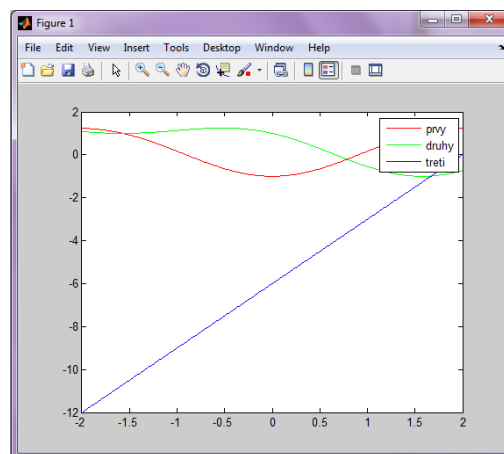 Figure 1
File Edit View Insert Tools Desktop Window Help
2
0
-2
-4
-6
-8
-10
-12
-2 -1.5 -1 -0.5 0 0.5 1 1.5 2
prvy
druhy
treti